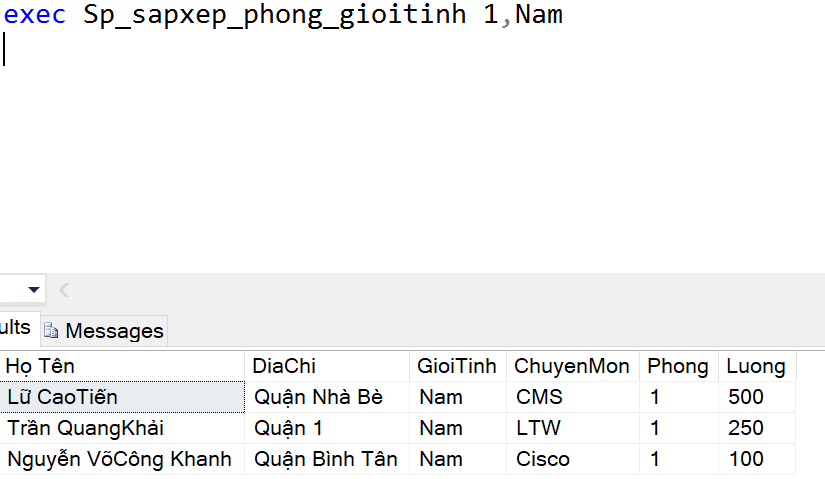 exec Sp_sapxep_phong_gioitinh 1,Nam
ults Messages
Họ Tên DiaChi GioiTinh ChuyenMon Phong Luong
Lữ CaoTiến Quận Nhà Bè Nam CMS 1 500
Trần QuangKhải Quận 1 Nam LTW 1 250
Nguyễn VõCông Khanh Quận Bình Tân Nam Cisco 1 100